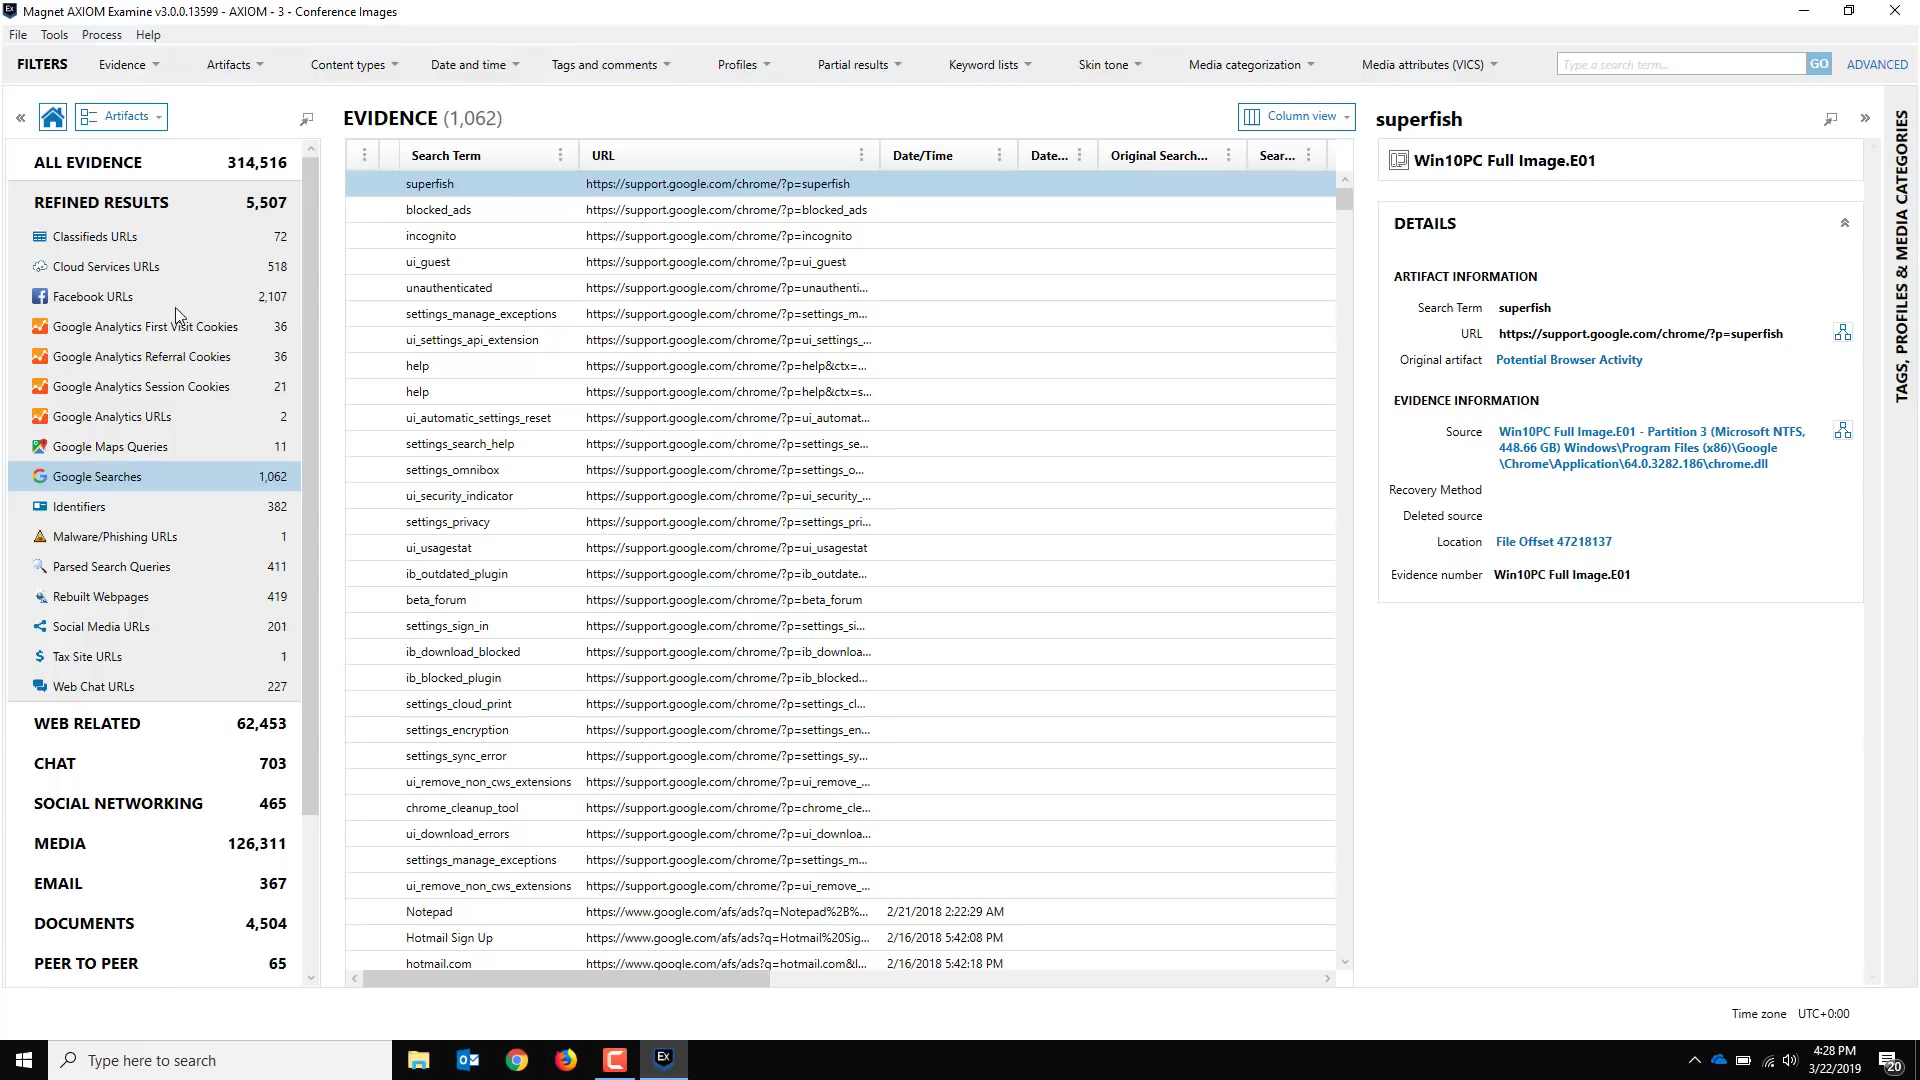 Magnet AXIOM Examine v3.0.0.13599 - AXIOM - 3 - Conference Images
File Tools Process Help
FILTERS Evidence Artifacts Content types Date and time Tags and comments Profiles Partial results Keyword lists Skin tone Media categorization Media attributes (VICS) Type a search term... GO ADVANCED
Artifacts
ALL EVIDENCE 314,516
REFINED RESULTS 5,507
Classifieds URLs 72
Cloud Services URLs 518
Facebook URLs 2,107
Google Analytics First Visit Cookies 36
Google Analytics Referral Cookies 36
Google Analytics Session Cookies 21
Google Analytics URLs 2
Google Maps Queries 11
Google Searches 1,062
Identifiers 382
Malware/Phishing URLs 1
Parsed Search Queries 411
Rebuilt Webpages 419
Social Media URLs 201
Tax Site URLs 1
Web Chat URLs 227
WEB RELATED 62,453
CHAT 703
SOCIAL NETWORKING 465
MEDIA 126,311
EMAIL 367
DOCUMENTS 4,504
PEER TO PEER 65
EVIDENCE (1,062)
Column view
Search Term URL Date/Time Date... Original Search... Sear...
superfish https://support.google.com/chrome/?p=superfish
blocked_ads https://support.google.com/chrome/?p=blocked_ads
incognito https://support.google.com/chrome/?p=incognito
ui_guest https://support.google.com/chrome/?p=ui_guest
unauthenticated https://support.google.com/chrome/?p=unauthenti...
settings_manage_exceptions https://support.google.com/chrome/?p=settings_m...
ui_settings_api_extension https://support.google.com/chrome/?p=ui_settings_...
help https://support.google.com/chrome/?p=help&ctx=...
help https://support.google.com/chrome/?p=help&ctx=s...
ui_automatic_settings_reset https://support.google.com/chrome/?p=ui_automat...
settings_search_help https://support.google.com/chrome/?p=settings_se...
settings_omnibox https://support.google.com/chrome/?p=settings_o...
ui_security_indicator https://support.google.com/chrome/?p=ui_security_...
settings_privacy https://support.google.com/chrome/?p=settings_pri...
ui_usagestat https://support.google.com/chrome/?p=ui_usagestat
ib_outdated_plugin https://support.google.com/chrome/?p=ib_outdate...
beta_forum https://support.google.com/chrome/?p=beta_forum
settings_sign_in https://support.google.com/chrome/?p=settings_si...
ib_download_blocked https://support.google.com/chrome/?p=ib_downloa...
ib_blocked_plugin https://support.google.com/chrome/?p=ib_blocked...
settings_cloud_print https://support.google.com/chrome/?p=settings_cl...
settings_encryption https://support.google.com/chrome/?p=settings_en...
settings_sync_error https://support.google.com/chrome/?p=settings_sy...
ui_remove_non_cws_extensions https://support.google.com/chrome/?p=ui_remove_...
chrome_cleanup_tool https://support.google.com/chrome/?p=chrome_cle...
ui_download_errors https://support.google.com/chrome/?p=ui_downloa...
settings_manage_exceptions https://support.google.com/chrome/?p=settings_m...
ui_remove_non_cws_extensions https://support.google.com/chrome/?p=ui_remove_...
Notepad https://www.google.com/afs/ads?q=Notepad%2B%... 2/21/2018 2:22:29 AM
Hotmail Sign Up https://www.google.com/afs/ads?q=Hotmail%20Sig... 2/16/2018 5:42:08 PM
hotmail.com https://www.google.com/afs/ads?q=hotmail.com&l... 2/16/2018 5:42:18 PM
superfish
Win10PC Full Image.E01
DETAILS
ARTIFACT INFORMATION
Search Term superfish
URL https://support.google.com/chrome/?p=superfish
Original artifact Potential Browser Activity
EVIDENCE INFORMATION
Source Win10PC Full Image.E01 - Partition 3 (Microsoft NTFS,
448.66 GB) Windows\Program Files (x86)\Google
\Chrome\Application\64.0.3282.186\chrome.dll
Recovery Method
Deleted source
Location File Offset 47218137
Evidence number Win10PC Full Image.E01
TAGS, PROFILES & MEDIA CATEGORIES
Time zone UTC+0:00
Type here to search
Ex
4:28 PM
3/22/2019
20